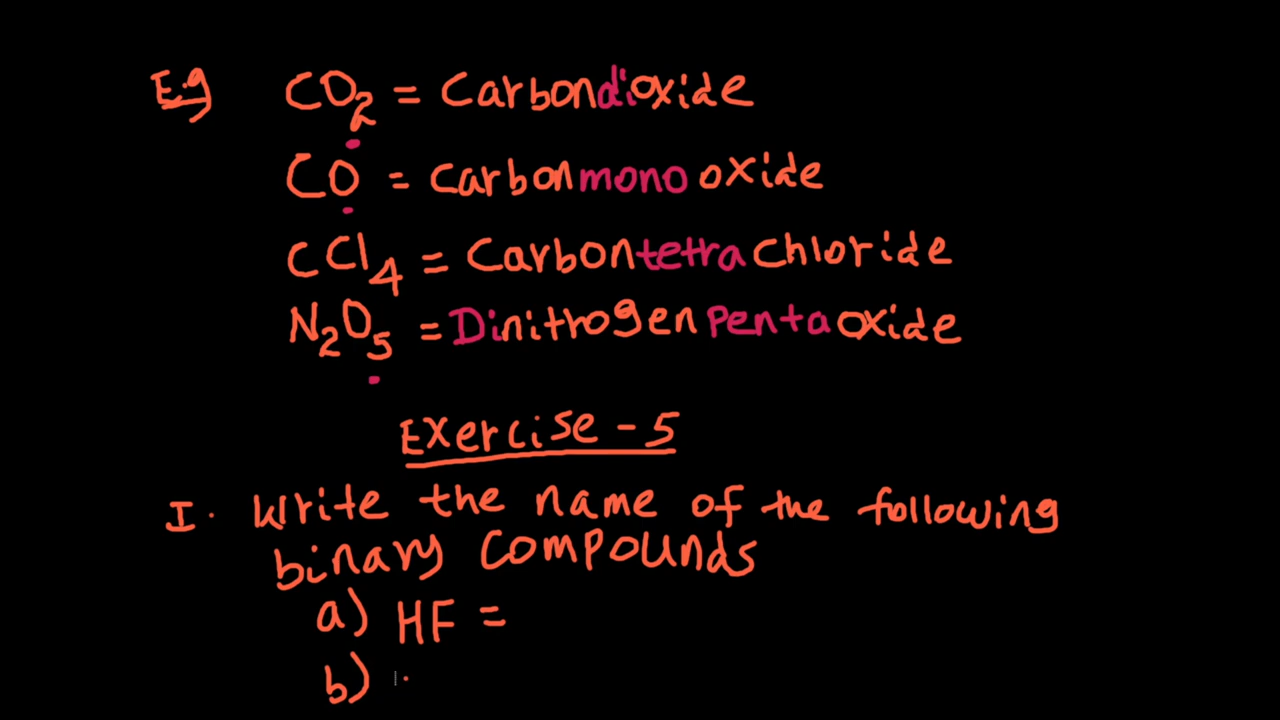 E.g CO₂ = Carbondioxide
CO = Carbonmonooxide
CCl₄ = Carbontetrachloride
N₂O₅ = Dinitrogenpentaoxide
Exercise - 5
I. Write the name of the following
binary compounds
a) HF =
b)